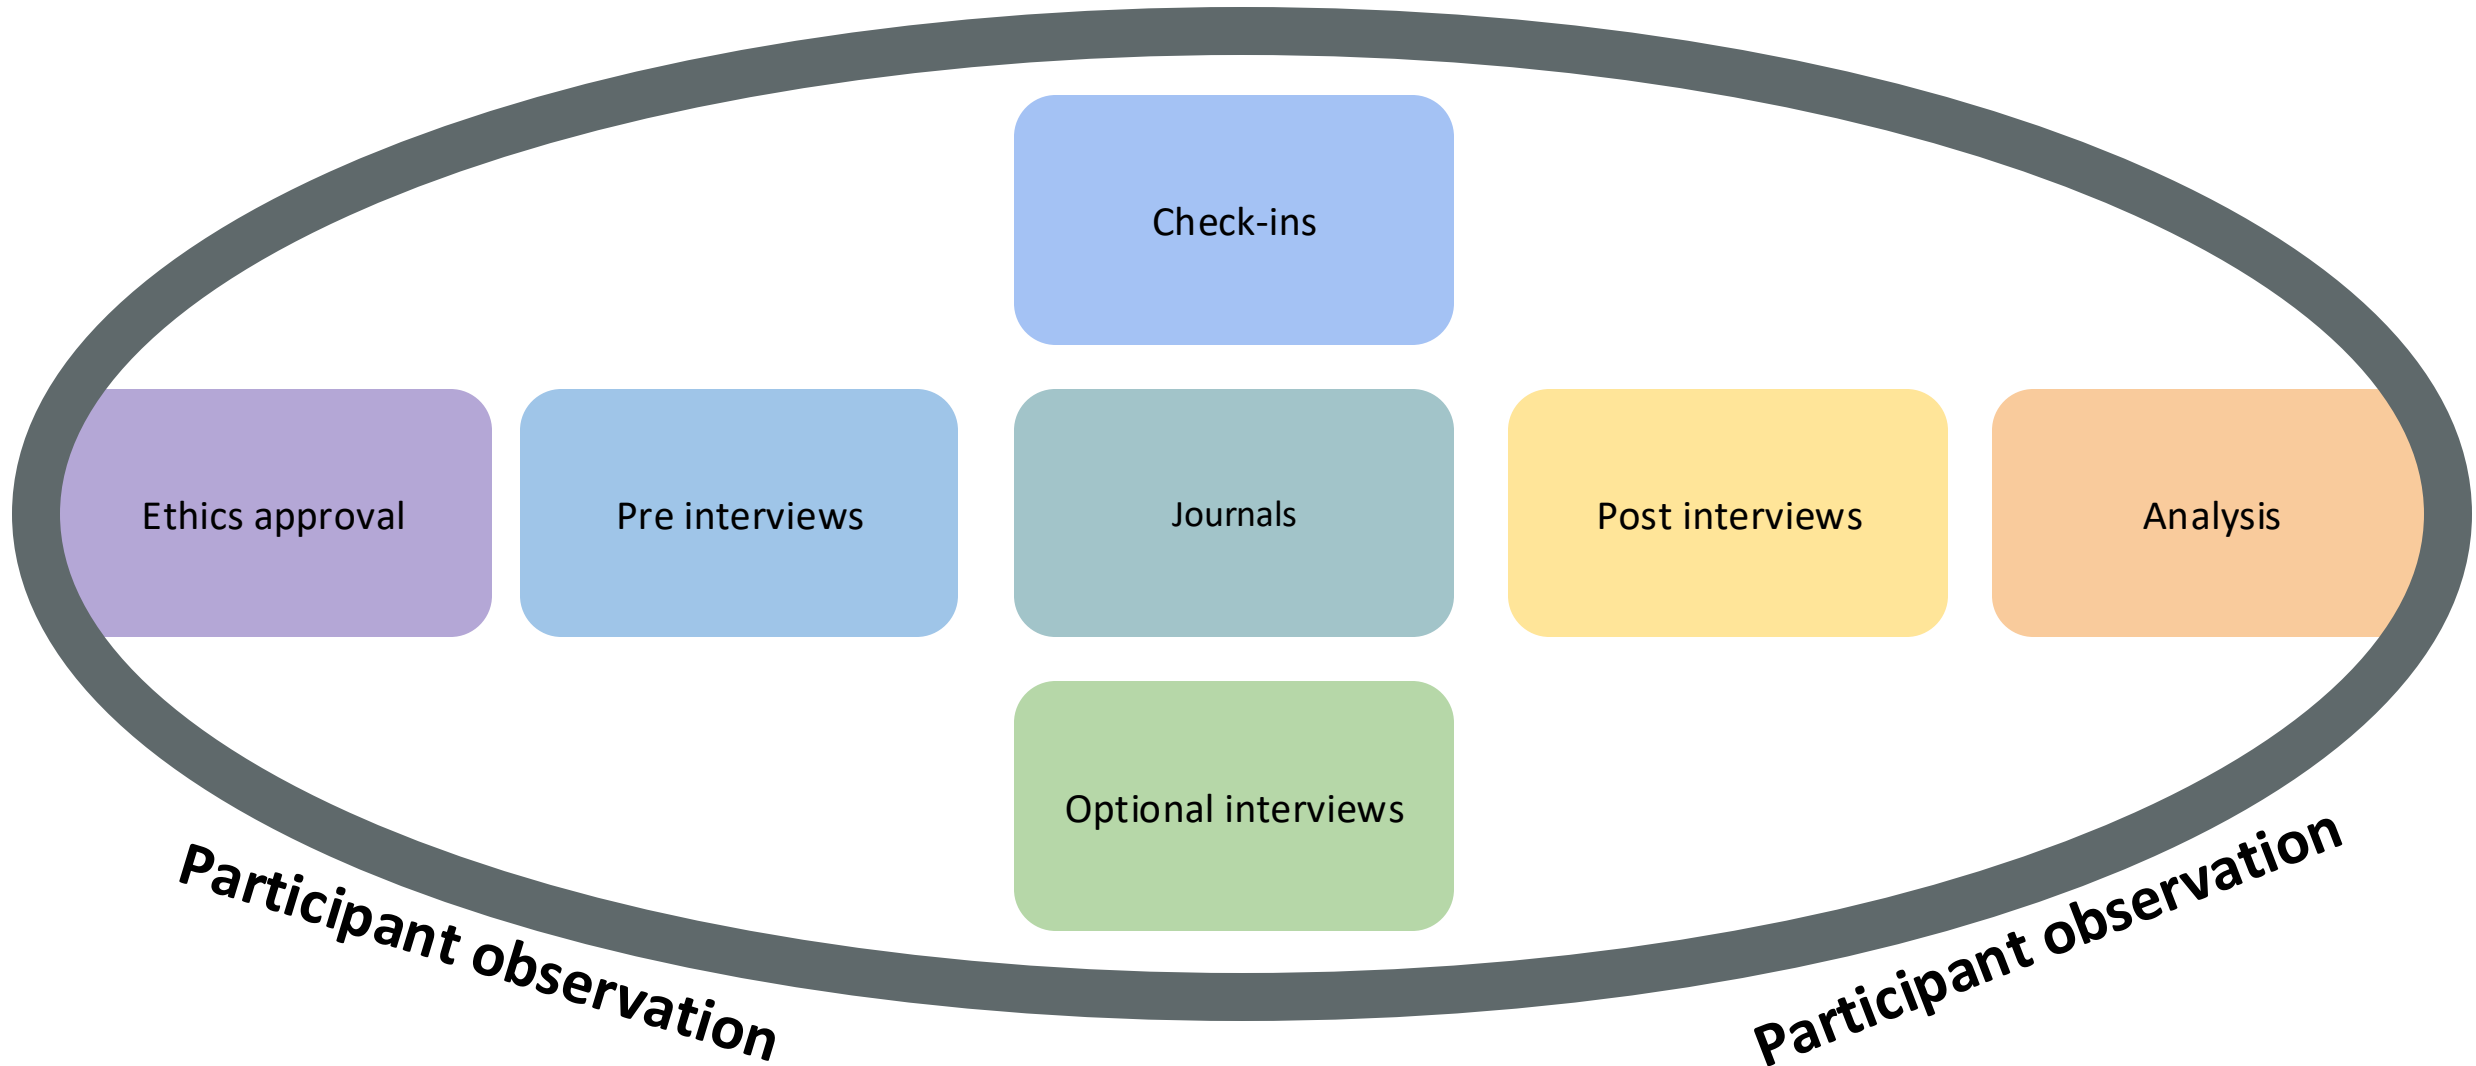 Check-ins
Ethics approval
Pre interviews
Journals
Post interviews
Analysis
Optional interviews
Participant observation
Participant observation